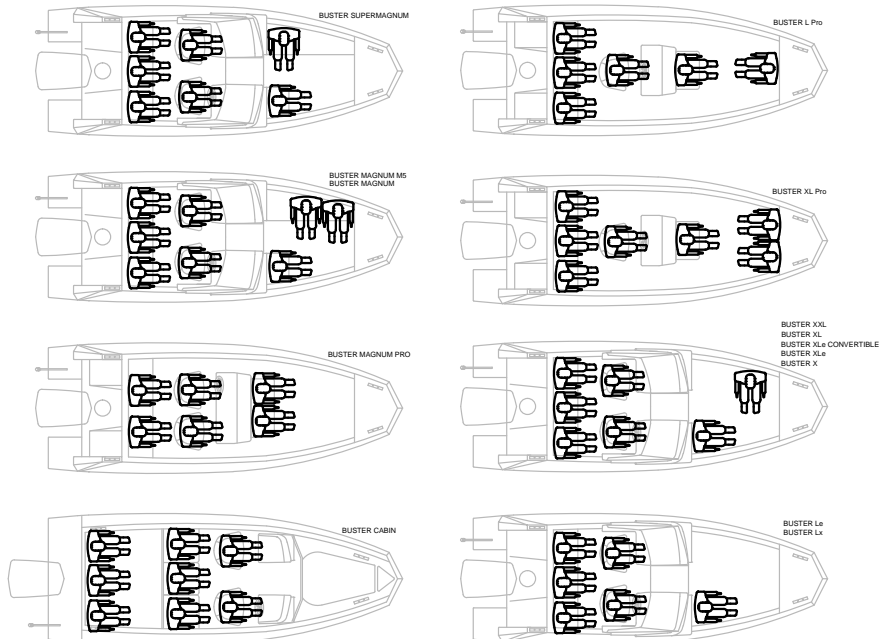 BUSTER SUPERMAGNUM
BUSTER L Pro
BUSTER MAGNUM M5
BUSTER MAGNUM
BUSTER XL Pro
BUSTER MAGNUM PRO
BUSTER XXL
BUSTER XL
BUSTER XLe CONVERTIBLE
BUSTER XLe
BUSTER X
BUSTER CABIN
BUSTER Le
BUSTER Lx